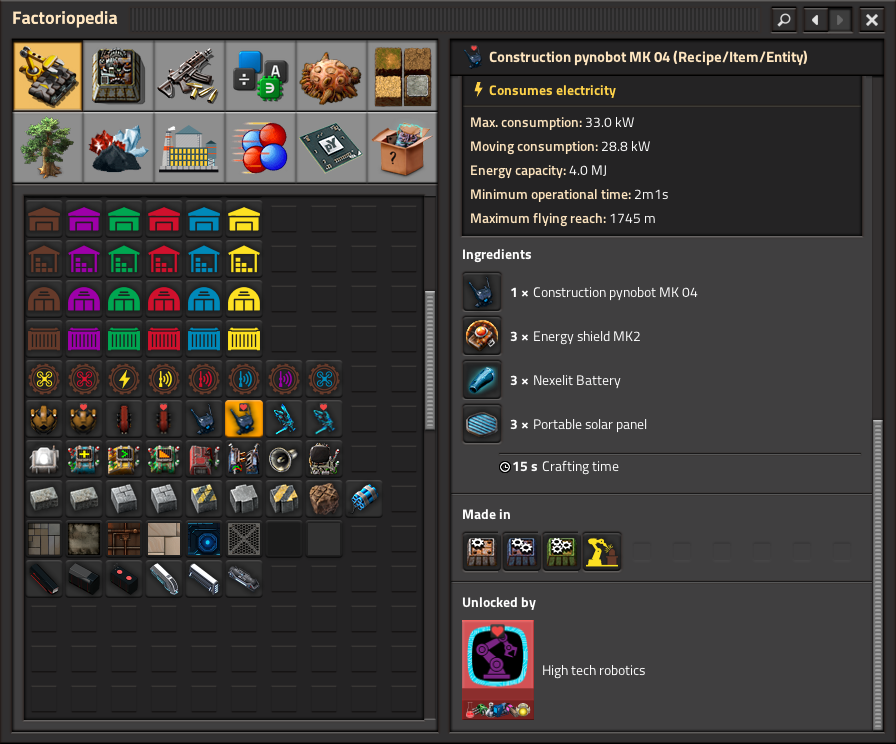 Factoriopedia
Construction pynobot MK 04 (Recipe/Item/Entity)
Consumes electricity
Max. consumption: 33.0 kW
Moving consumption: 28.8 kW
Energy capacity: 4.0 MJ
Minimum operational time: 2m1s
Maximum flying reach: 1745 m
Ingredients
1 × Construction pynobot MK 04
3 × Energy shield MK2
3 × Nexelit Battery
3 × Portable solar panel
15 s Crafting time
Made in
Unlocked by
High tech robotics